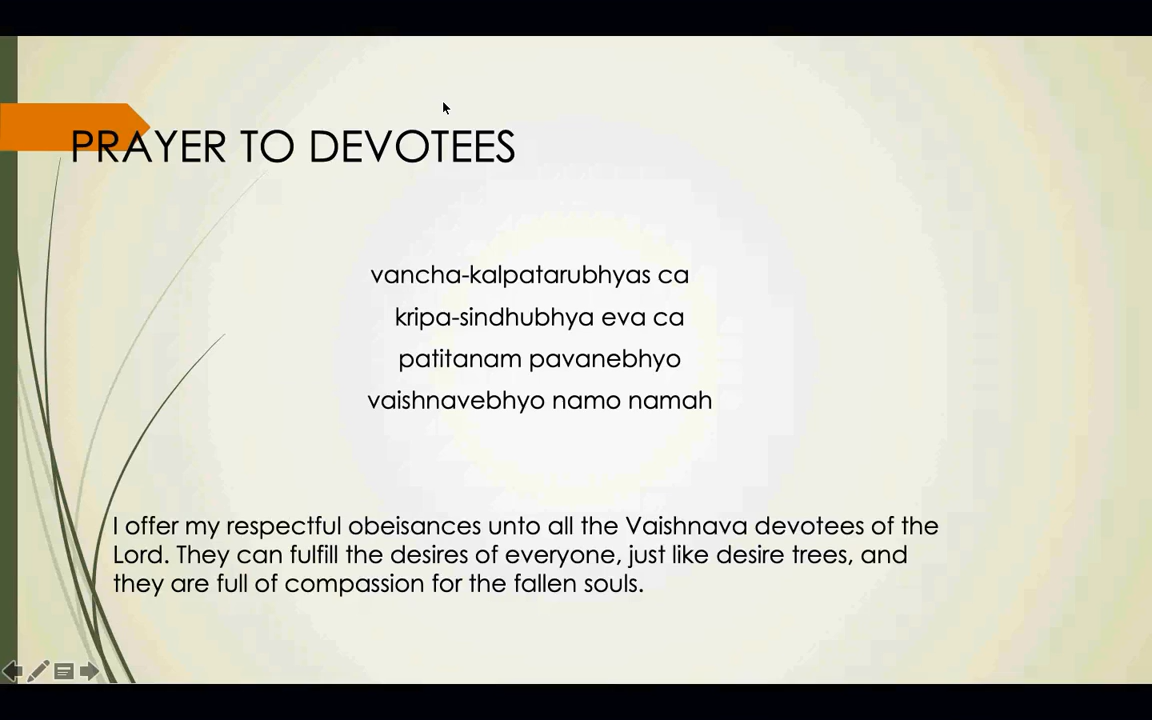 PRAYER TO DEVOTEES
vancha-kalpatarubhyas ca
kripa-sindhubhya eva ca
patitanam pavanebhyo
vaishnavebhyo namo namah
I offer my respectful obeisances unto all the Vaishnava devotees of the
Lord. They can fulfill the desires of everyone, just like desire trees, and
they are full of compassion for the fallen souls.